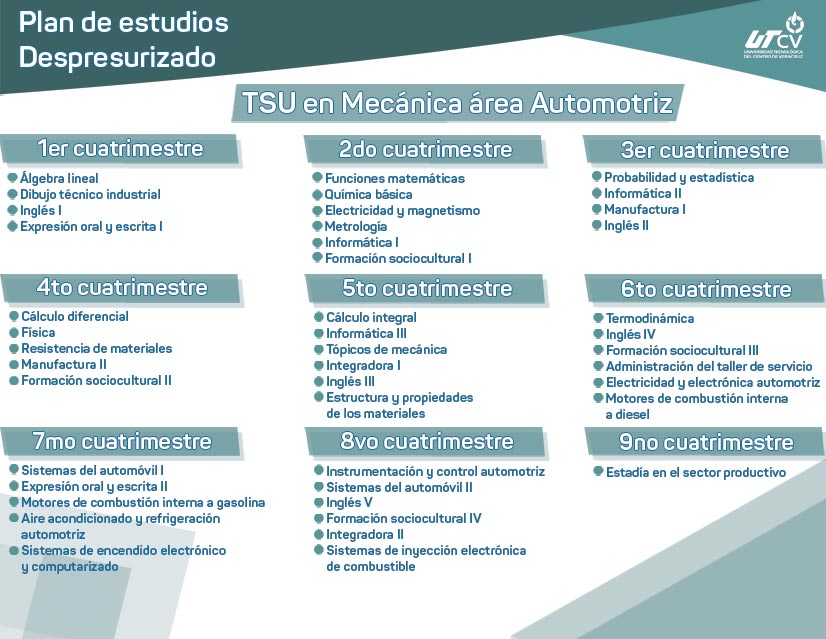 Plan de estudios
Despresurizado
UTCV
UNIVERSIDAD TECNOLÓGICA
DEL CENTRO DE VERACRUZ
TSU en Mecánica área Automotriz
1er cuatrimestre
Álgebra lineal
Dibujo técnico industrial
Inglés I
Expresión oral y escrita I
2do cuatrimestre
Funciones matemáticas
Química básica
Electricidad y magnetismo
Metrología
Informática I
Formación sociocultural I
3er cuatrimestre
Probabilidad y estadística
Informática II
Manufactura I
Inglés II
4to cuatrimestre
Cálculo diferencial
Física
Resistencia de materiales
Manufactura II
Formación sociocultural II
5to cuatrimestre
Cálculo integral
Informática III
Tópicos de mecánica
Integradora I
Inglés III
Estructura y propiedades
de los materiales
6to cuatrimestre
Termodinámica
Inglés IV
Formación sociocultural III
Administración del taller de servicio
Electricidad y electrónica automotriz
Motores de combustión interna
a diesel
7mo cuatrimestre
Sistemas del automóvil I
Expresión oral y escrita II
Motores de combustión interna a gasolina
Aire acondicionado y refrigeración
automotriz
Sistemas de encendido electrónico
y computarizado
8vo cuatrimestre
Instrumentación y control automotriz
Sistemas del automóvil II
Inglés V
Formación sociocultural IV
Integradora II
Sistemas de inyección electrónica
de combustible
9no cuatrimestre
Estadía en el sector productivo